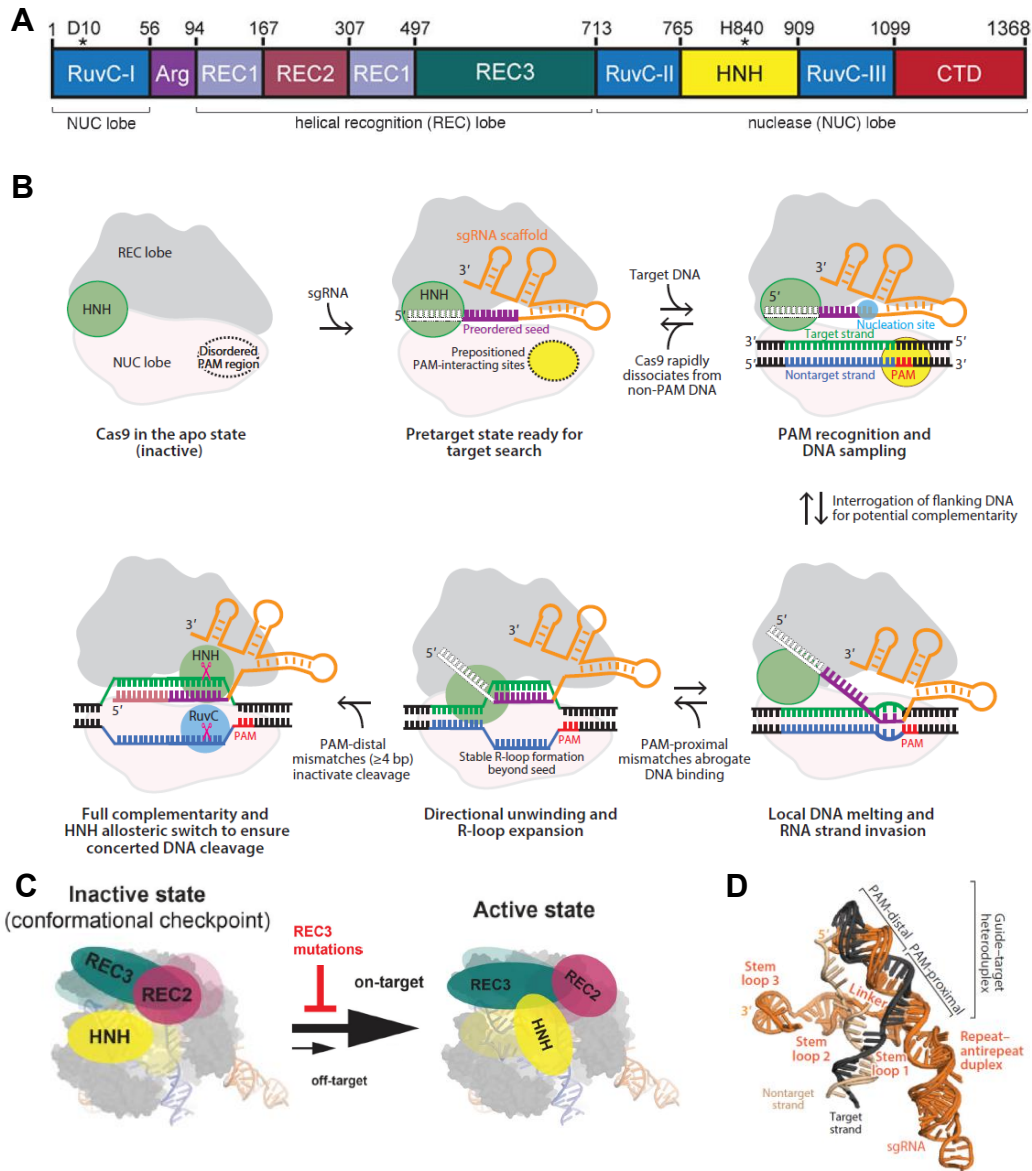 A
1 D10 56 94 167 307 497 713 765 H840 909 1099 1368
* *
RuvC-I Arg REC1 REC2 REC1 REC3 RuvC-II HNH RuvC-III CTD
NUC lobe helical recognition (REC) lobe nuclease (NUC) lobe
B
REC lobe
HNH
NUC lobe
Disordered
PAM region
Cas9 in the apo state
(inactive)
sgRNA
sgRNA scaffold
3′
HNH
5′
Preordered seed
Prepositioned
PAM-interacting sites
Pretarget state ready for
target search
Target DNA
Cas9 rapidly
dissociates from
non-PAM DNA
3′
5′
Nucleation site
Target strand
3′ 5′
5′ 3′
Nontarget strand PAM
PAM recognition and
DNA sampling
Interrogation of flanking DNA
for potential complementarity
3′
HNH
5′
RuvC
PAM
Full complementarity and
HNH allosteric switch to ensure
concerted DNA cleavage
PAM-distal
mismatches (≥4 bp)
inactivate cleavage
3′
5′
PAM
Stable R-loop formation
beyond seed
Directional unwinding and
R-loop expansion
PAM-proximal
mismatches abrogate
DNA binding
5′
3′
PAM
Local DNA melting and
RNA strand invasion
C
Inactive state
(conformational checkpoint)
REC3
REC2
HNH
REC3
mutations
on-target
off-target
Active state
REC3
REC2
HNH
D
PAM-distal
PAM-proximal
Guide–target
heteroduplex
5′
Stem
loop 3
3′
Linker
Stem
loop 2
Stem
loop 1
Repeat–
antirepeat
duplex
Nontarget
strand
Target
strand
sgRNA